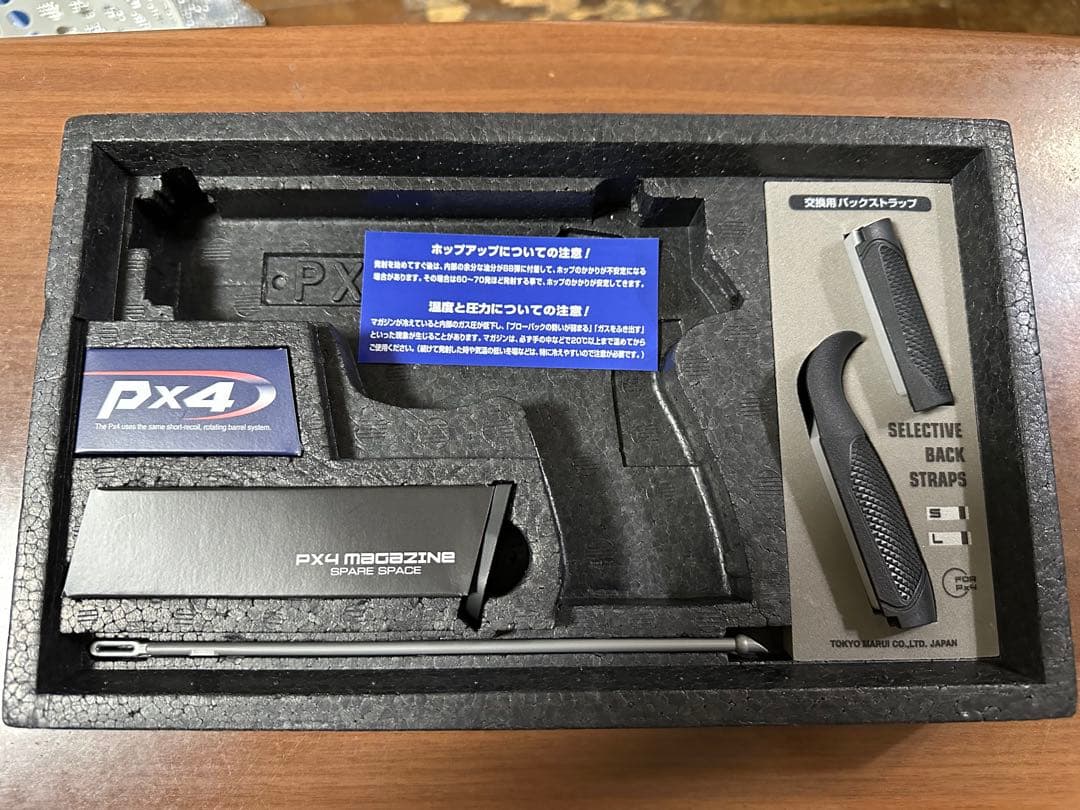 交換用バックストラップ
ホップアップについての注意！
発射を始めてすぐ後は、内部の余分な油分がBB弾に付着して、ホップのかかりが不安定になる
場合があります。その場合は60〜70発ほど発射する事で、ホップのかかりが安定してきます。
温度と圧力についての注意！
マガジンが冷えていると内部のガス圧が低下し、「ブローバックの勢いが弱まる」「ガスをふき出す」
といった現象が生じることがあります。マガジンは、必ず手の中などで20℃以上まで温めてから
ご使用ください。（続けて発射した時や気温の低い冬場などは、特に冷えやすいので注意が必要です。）
PX
Px4
The Px4 uses the same short-recoil, rotating barrel system.
SELECTIVE
BACK
STRAPS
S
L
PX4 MAGAZINE
SPARE SPACE
FOR
Px4
TOKYO MARUI CO.,LTD. JAPAN